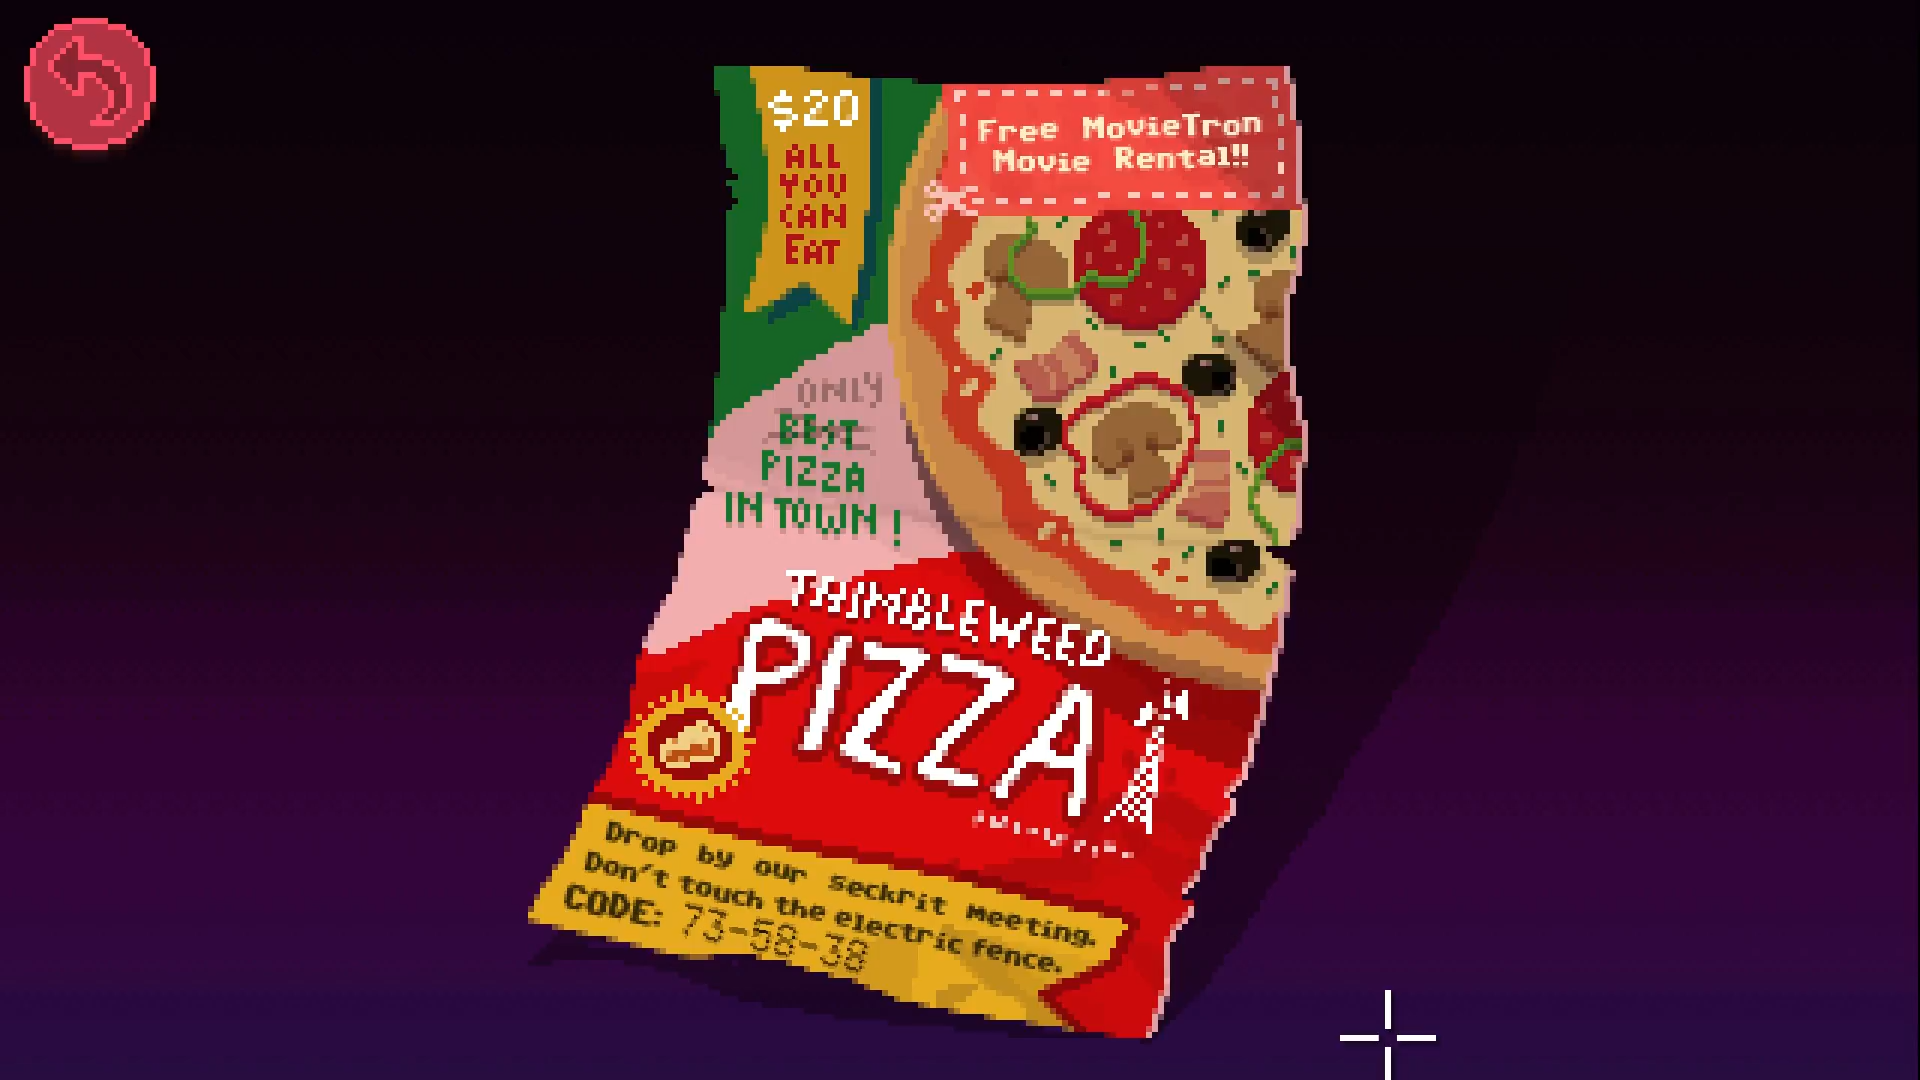 $20
ALL
YOU
CAN
EAT
Free MovieTron
Movie Rental!!
ONLY
BEST
PIZZA
IN TOWN!
THIMBLEWEED
PIZZA
Drop by our seckrit meeting.
Don't touch the electric fence.
CODE: 73-58-38